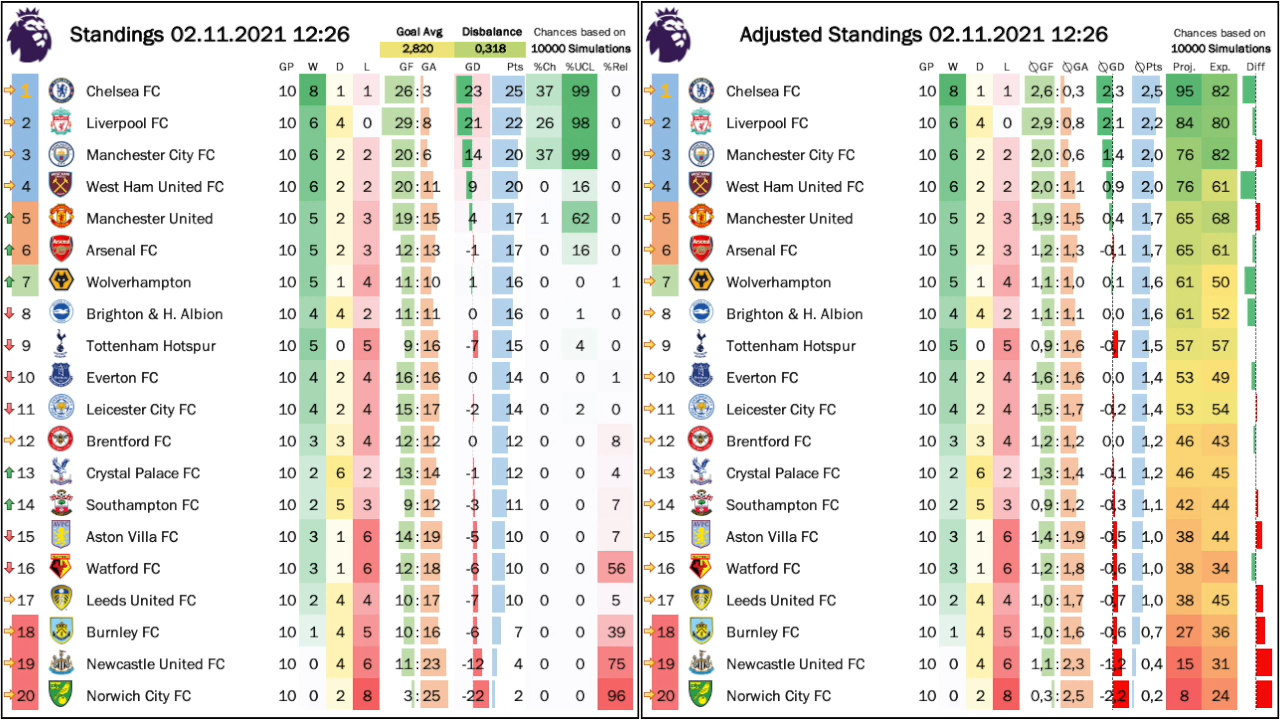 Standings 02.11.2021 12:26
Goal Avg Disbalance Chances based on
2,820 0,318 10000 Simulations
GP W D L GF GA GD Pts %Ch %UCL %Rel
1 Chelsea FC 10 8 1 1 26:3 23 25 37 99 0
2 Liverpool FC 10 6 4 0 29:8 21 22 26 98 0
3 Manchester City FC 10 6 2 2 20:6 14 20 37 99 0
4 West Ham United FC 10 6 2 2 20:11 9 20 0 16 0
5 Manchester United 10 5 2 3 19:15 4 17 1 62 0
6 Arsenal FC 10 5 2 3 12:13 -1 17 0 16 0
7 Wolverhampton 10 5 1 4 11:10 1 16 0 0 1
8 Brighton & H. Albion 10 4 4 2 11:11 0 16 0 1 0
9 Tottenham Hotspur 10 5 0 5 9:16 -7 15 0 4 0
10 Everton FC 10 4 2 4 16:16 0 14 0 0 1
11 Leicester City FC 10 4 2 4 15:17 -2 14 0 2 0
12 Brentford FC 10 3 3 4 12:12 0 12 0 0 8
13 Crystal Palace FC 10 2 6 2 13:14 -1 12 0 0 4
14 Southampton FC 10 2 5 3 9:12 -3 11 0 0 7
15 Aston Villa FC 10 3 1 6 14:19 -5 10 0 0 7
16 Watford FC 10 3 1 6 12:18 -6 10 0 0 56
17 Leeds United FC 10 2 4 4 10:17 -7 10 0 0 5
18 Burnley FC 10 1 4 5 10:16 -6 7 0 0 39
19 Newcastle United FC 10 0 4 6 11:23 -12 4 0 0 75
20 Norwich City FC 10 0 2 8 3:25 -22 2 0 0 96
Adjusted Standings 02.11.2021 12:26
Chances based on
10000 Simulations
GP W D L ∅GF ∅GA ∅GD ∅Pts Proj. Exp. Diff
1 Chelsea FC 10 8 1 1 2,6:0,3 2,3 2,5 95 82
2 Liverpool FC 10 6 4 0 2,9:0,8 2,1 2,2 84 80
3 Manchester City FC 10 6 2 2 2,0:0,6 1,4 2,0 76 82
4 West Ham United FC 10 6 2 2 2,0:1,1 0,9 2,0 76 61
5 Manchester United 10 5 2 3 1,9:1,5 0,4 1,7 65 68
6 Arsenal FC 10 5 2 3 1,2:1,3 -0,1 1,7 65 61
7 Wolverhampton 10 5 1 4 1,1:1,0 0,1 1,6 61 50
8 Brighton & H. Albion 10 4 4 2 1,1:1,1 0,0 1,6 61 52
9 Tottenham Hotspur 10 5 0 5 0,9:1,6 -0,7 1,5 57 57
10 Everton FC 10 4 2 4 1,6:1,6 0,0 1,4 53 49
11 Leicester City FC 10 4 2 4 1,5:1,7 -0,2 1,4 53 54
12 Brentford FC 10 3 3 4 1,2:1,2 0,0 1,2 46 43
13 Crystal Palace FC 10 2 6 2 1,3:1,4 -0,1 1,2 46 45
14 Southampton FC 10 2 5 3 0,9:1,2 -0,3 1,1 42 44
15 Aston Villa FC 10 3 1 6 1,4:1,9 -0,5 1,0 38 44
16 Watford FC 10 3 1 6 1,2:1,8 -0,6 1,0 38 34
17 Leeds United FC 10 2 4 4 1,0:1,7 -0,7 1,0 38 45
18 Burnley FC 10 1 4 5 1,0:1,6 -0,6 0,7 27 36
19 Newcastle United FC 10 0 4 6 1,1:2,3 -1,2 0,4 15 31
20 Norwich City FC 10 0 2 8 0,3:2,5 -2,2 0,2 8 24